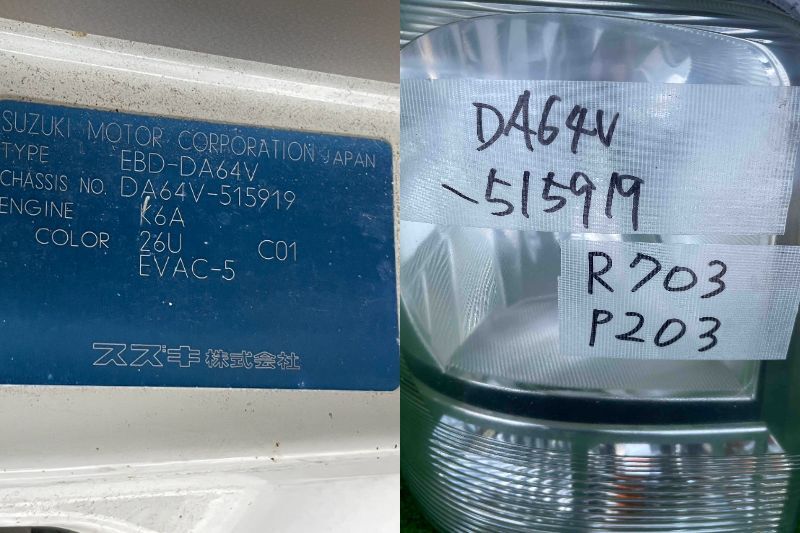 SUZUKI MOTOR CORPORATION JAPAN
TYPE EBD-DA64V
CHASSIS NO. DA64V-515919
ENGINE K6A
COLOR 26U C01
EVAC-5
スズキ株式会社
DA64V
-515919
R703
P203